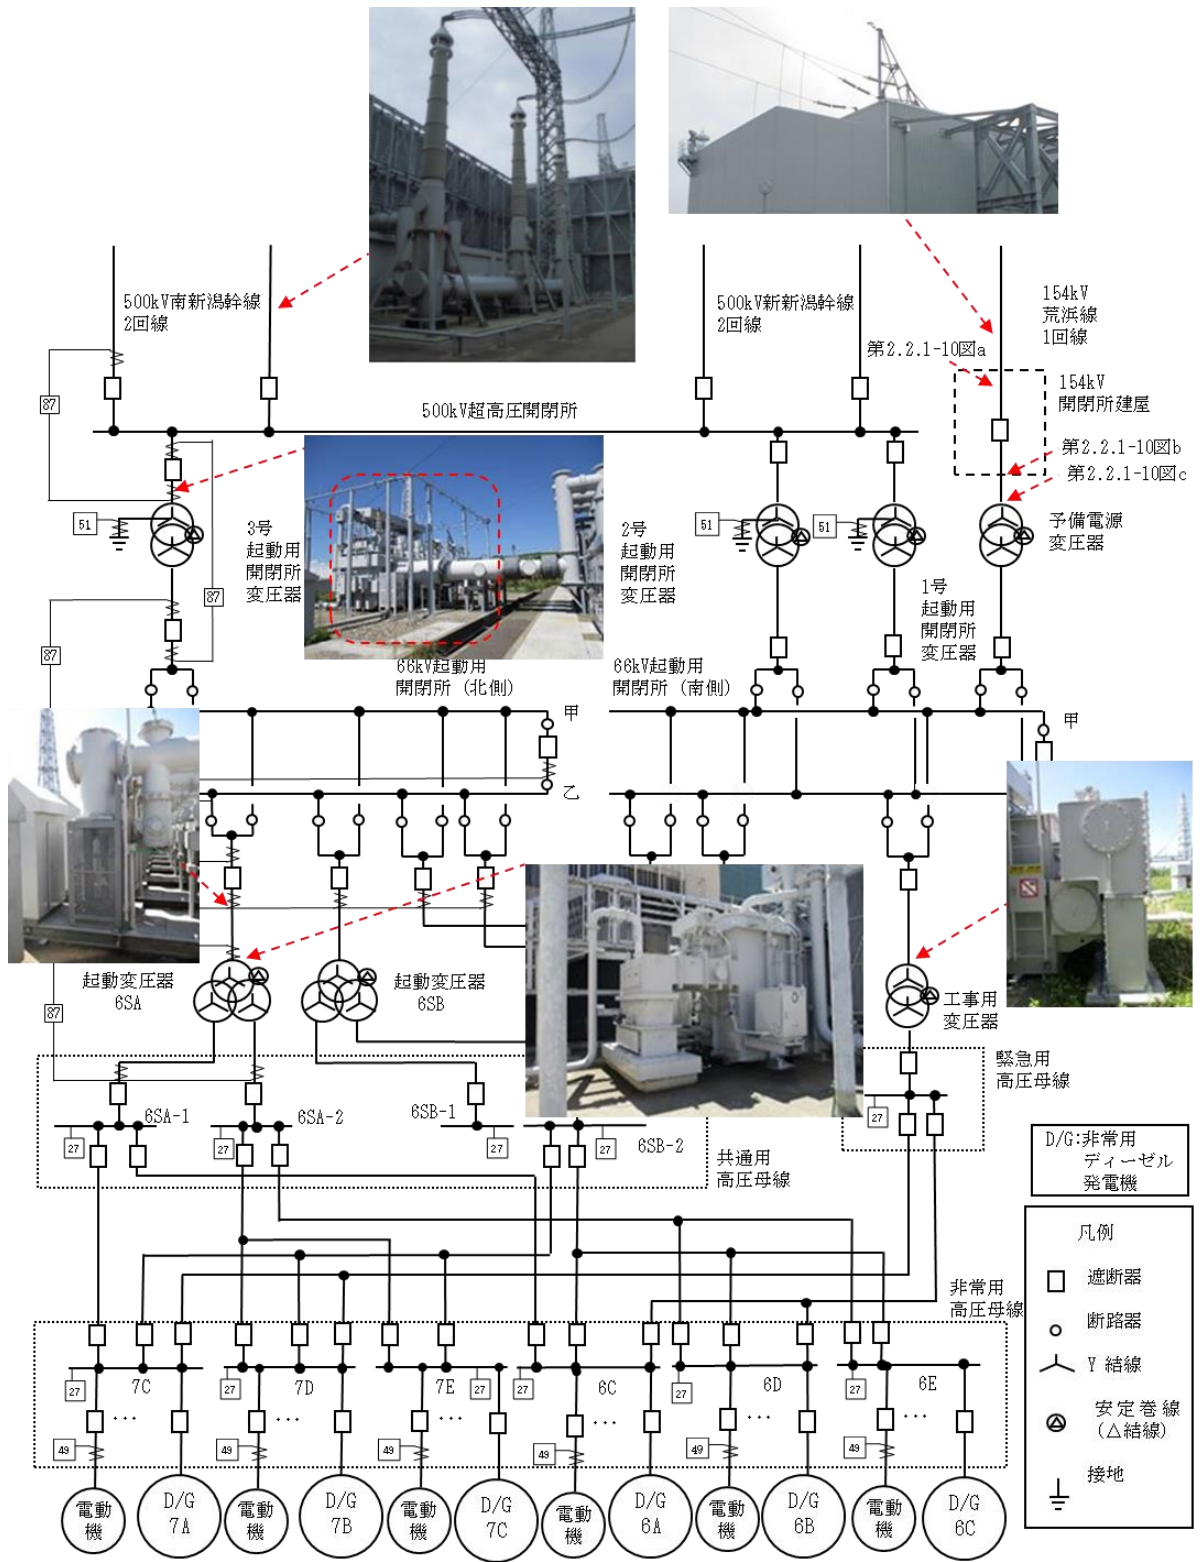 500kV南新潟幹線
2回線
500kV新新潟幹線
2回線
154kV
荒浜線
1回線
第2.2.1-10図a
154kV
開閉所建屋
87
500kV超高圧開閉所
第2.2.1-10図b
第2.2.1-10図c
51
3号
起動用
開閉所
変圧器
2号
起動用
開閉所
変圧器
51
51
予備電源
変圧器
87
1号
起動用
開閉所
変圧器
87
66kV起動用
開閉所 (北側)
66kV起動用
開閉所 (南側)
甲
甲
乙
起動変圧器
6SA
起動変圧器
6SB
87
工事用
変圧器
緊急用
高圧母線
6SA-1
6SA-2
6SB-1
6SB-2
27
27
27
27
27
共通用
高圧母線
D/G:非常用
ディーゼル
発電機
凡例
遮断器
断路器
Y 結線
安定巻線
(△結線)
接地
非常用
高圧母線
27
7C
27
7D
7E
27
27
6C
27
6D
27
6E
...
...
...
...
...
...
49
49
49
49
49
49
電動
機
D/G
7A
電動
機
D/G
7B
電動
機
D/G
7C
電動
機
D/G
6A
電動
機
D/G
6B
電動
機
D/G
6C